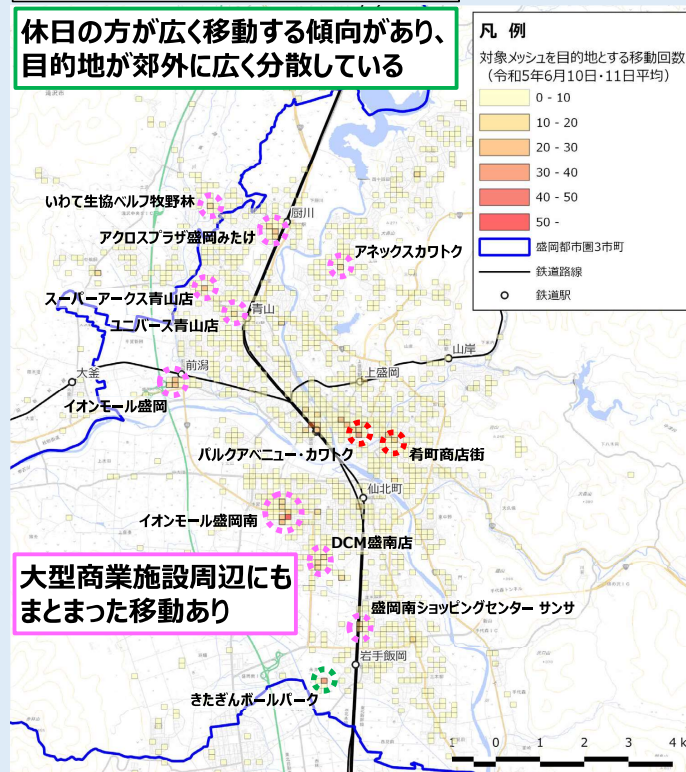 休日の方が広く移動する傾向があり、
目的地が郊外に広く分散している
凡 例
対象メッシュを目的地とする移動回数
（令和5年6月10日・11日平均）
0 - 10
10 - 20
20 - 30
30 - 40
40 - 50
50 -
盛岡都市圏3市町
鉄道路線
鉄道駅
いわて生協ベルフ牧野林
厨川
アクロスプラザ盛岡みたけ
アネックスカワトク
スーパーアークス青山店
青山
ユニバース青山店
山岸
大釜
前潟
上盛岡
イオンモール盛岡
パルクアベニュー・カワトク
肴町商店街
仙北町
イオンモール盛岡南
DCM盛南店
大型商業施設周辺にも
まとまった移動あり
盛岡南ショッピングセンター サンサ
岩手飯岡
きたぎんボールパーク
1 0 1 2 3 4 k